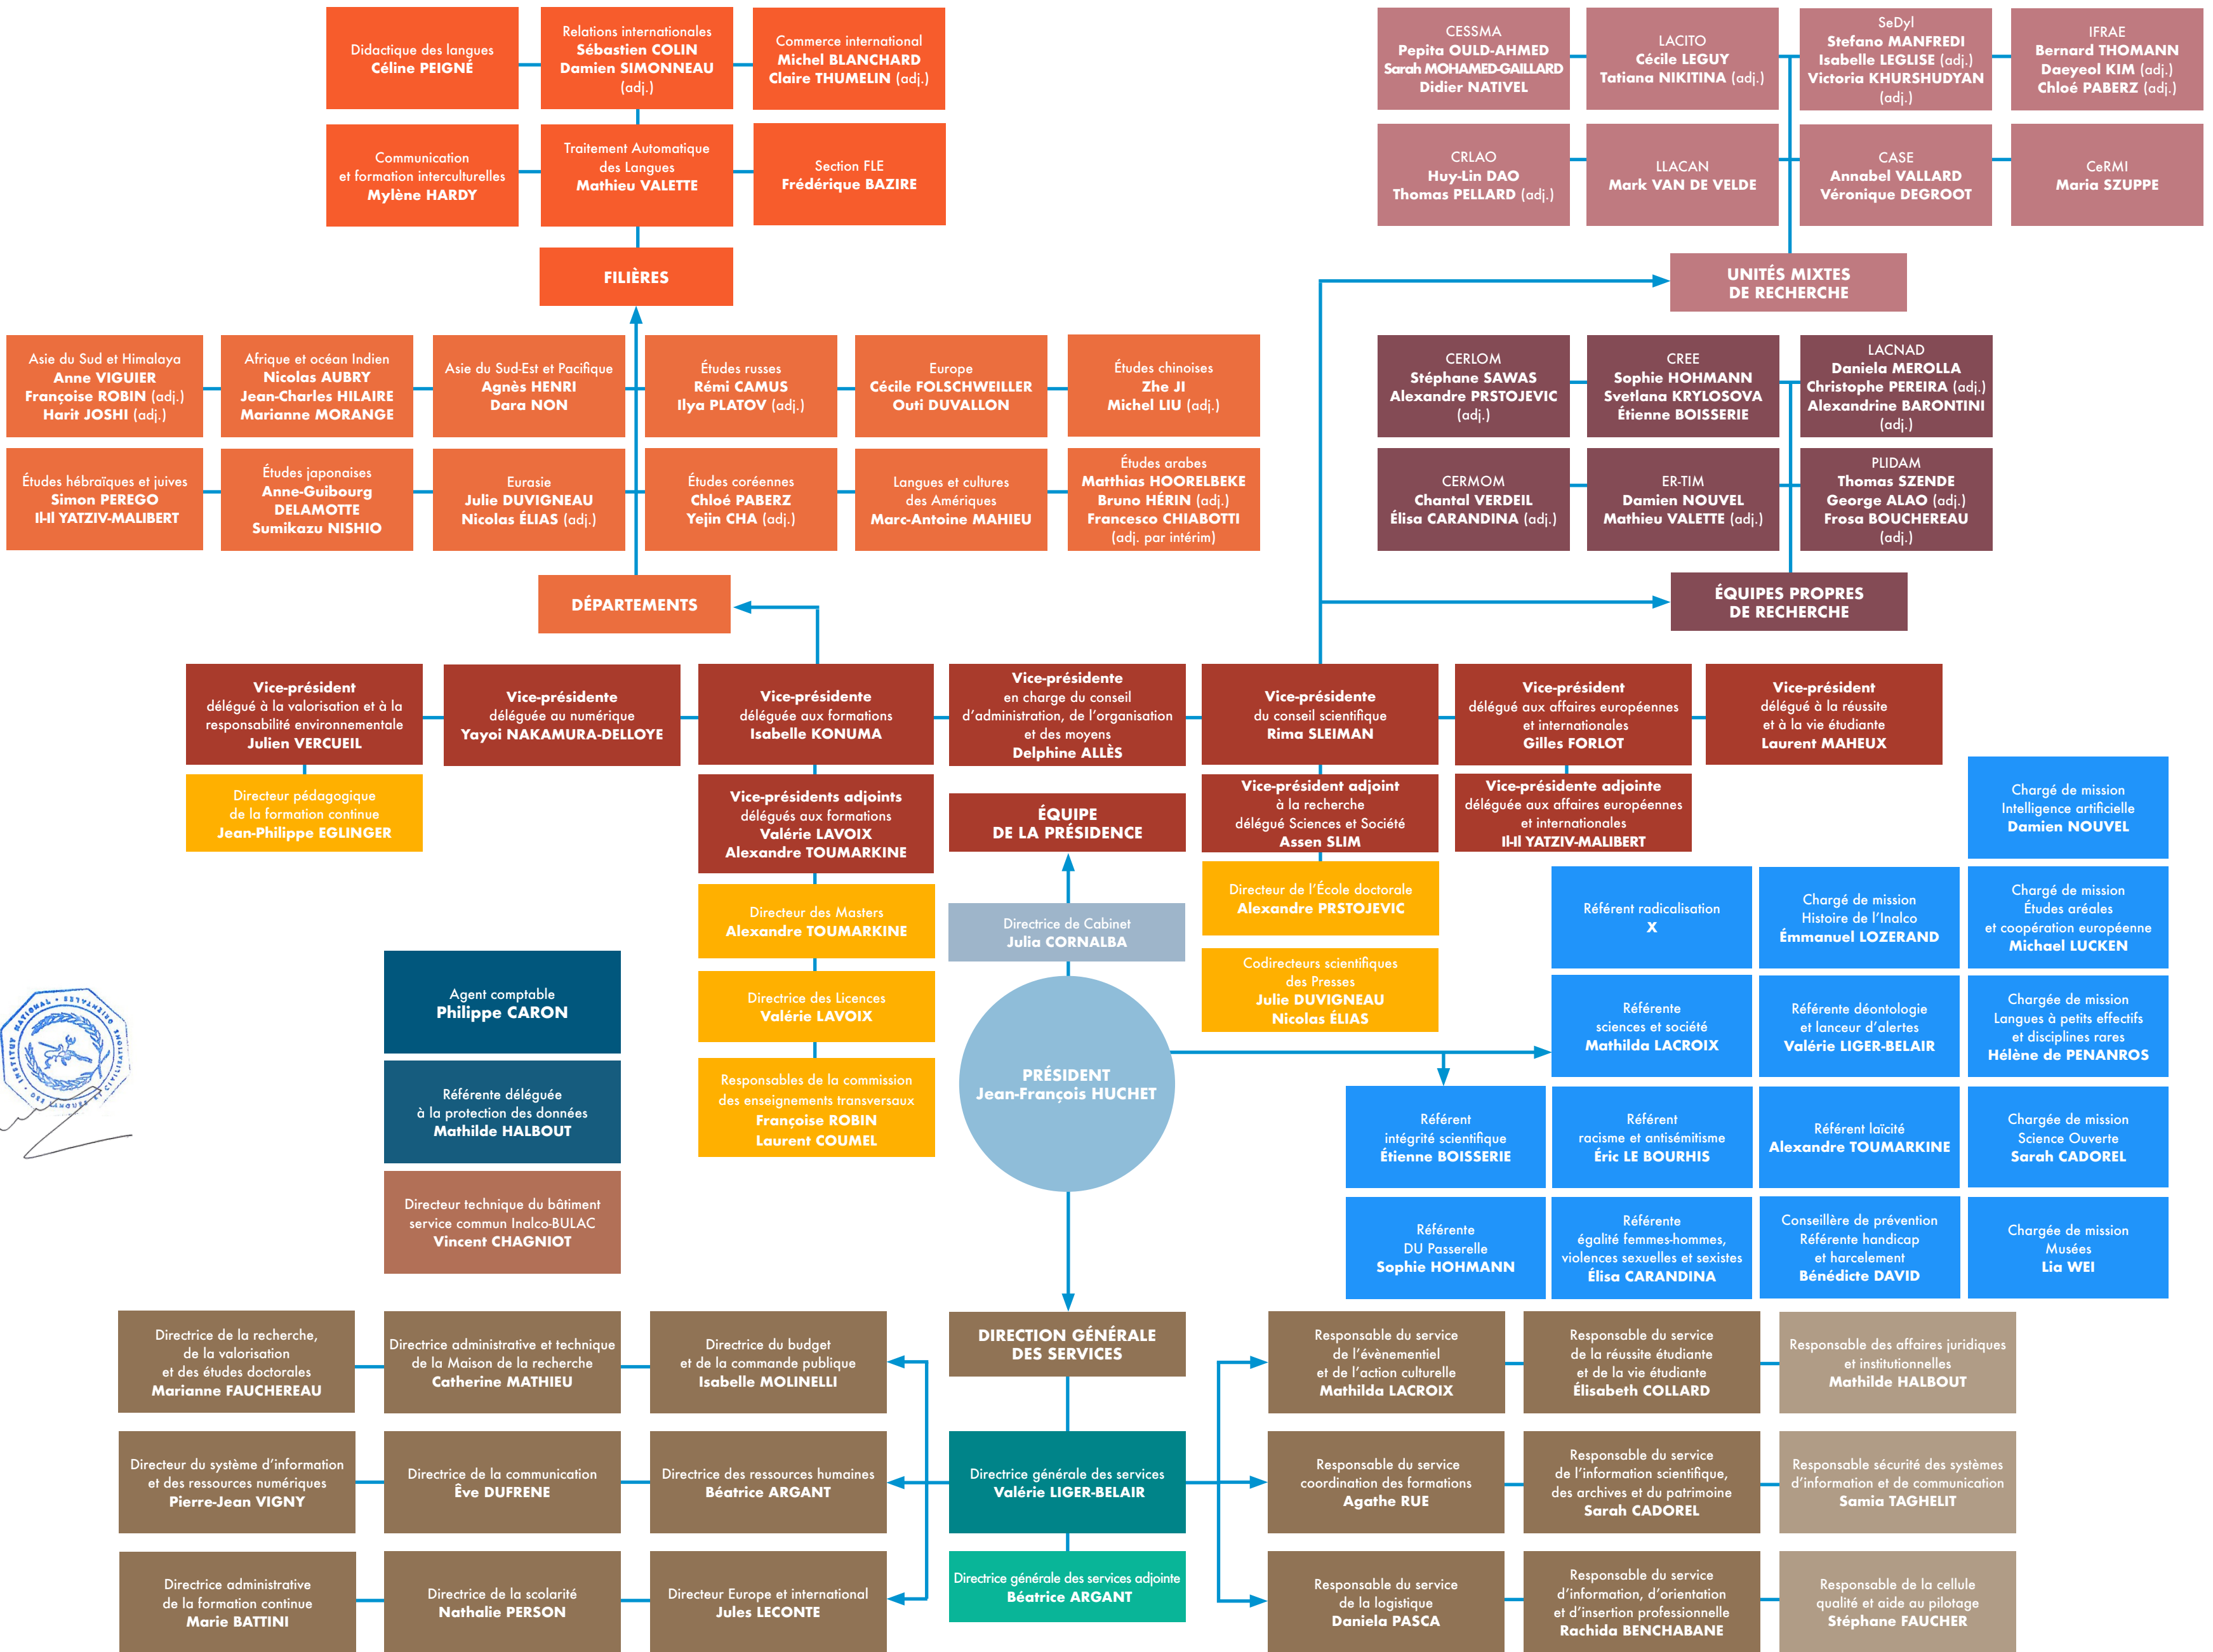 Didactique des langues
Céline PEIGNÉ
Relations internationales
Sébastien COLIN
Damien SIMONNEAU
(adj.)
Commerce international
Michel BLANCHARD
Claire THUMELIN (adj.)
Communication
et formation interculturelles
Mylène HARDY
Traitement Automatique
des Langues
Mathieu VALETTE
Section FLE
Frédérique BAZIRE
FILIÈRES
CESSMA
Pepita OULD-AHMED
Sarah MOHAMED-GAILLARD
Didier NATIVEL
LACITO
Cécile LEGUY
Tatiana NIKITINA (adj.)
SeDyl
Stefano MANFREDI
Isabelle LEGLISE (adj.)
Victoria KHURSHUDYAN
(adj.)
IFRAE
Bernard THOMANN
Daeyeol KIM (adj.)
Chloé PABERZ (adj.)
CRLAO
Huy-Lin DAO
Thomas PELLARD (adj.)
LLACAN
Mark VAN DE VELDE
CASE
Annabel VALLARD
Véronique DEGROOT
CeRMI
Maria SZUPPE
UNITÉS MIXTES
DE RECHERCHE
Asie du Sud et Himalaya
Anne VIGUIER
Françoise ROBIN (adj.)
Harit JOSHI (adj.)
Afrique et océan Indien
Nicolas AUBRY
Jean-Charles HILAIRE
Marianne MORANGE
Asie du Sud-Est et Pacifique
Agnès HENRI
Dara NON
Études russes
Rémi CAMUS
Ilya PLATOV (adj.)
Europe
Cécile FOLSCHWEILLER
Outi DUVALLON
Études chinoises
Zhe JI
Michel LIU (adj.)
Études hébraïques et juives
Simon PEREGO
Il-Il YATZIV-MALIBERT
Études japonaises
Anne-Guibourg
DELAMOTTE
Sumikazu NISHIO
Eurasie
Julie DUVIGNEAU
Nicolas ÉLIAS (adj.)
Études coréennes
Chloé PABERZ
Yejin CHA (adj.)
Langues et cultures
des Amériques
Marc-Antoine MAHIEU
Études arabes
Matthias HOORELBEKE
Bruno HÉRIN (adj.)
Francesco CHIABOTTI
(adj. par intérim)
DÉPARTEMENTS
CERLOM
Stéphane SAWAS
Alexandre PRSTOJEVIC
(adj.)
CREE
Sophie HOHMANN
Svetlana KRYLOSOVA
Étienne BOISSERIE
LACNAD
Daniela MEROLLA
Christophe PEREIRA (adj.)
Alexandrine BARONTINI
(adj.)
CERMOM
Chantal VERDEIL
Élisa CARANDINA (adj.)
ER-TIM
Damien NOUVEL
Mathieu VALETTE (adj.)
PLIDAM
Thomas SZENDE
George ALAO (adj.)
Frosa BOUCHEREAU
(adj.)
ÉQUIPES PROPRES
DE RECHERCHE
Vice-président
délégué à la valorisation et à la
responsabilité environnementale
Julien VERCUEIL
Vice-présidente
déléguée au numérique
Yayoi NAKAMURA-DELLOYE
Vice-présidente
déléguée aux formations
Isabelle KONUMA
Vice-présidente
en charge du conseil
d'administration, de l'organisation
et des moyens
Delphine ALLÈS
Vice-présidente
du conseil scientifique
Rima SLEIMAN
Vice-président
délégué aux affaires européennes
et internationales
Gilles FORLOT
Vice-président
délégué à la réussite
et à la vie étudiante
Laurent MAHEUX
Directeur pédagogique
de la formation continue
Jean-Philippe EGLINGER
Vice-présidents adjoints
délégués aux formations
Valérie LAVOIX
Alexandre TOUMARKINE
ÉQUIPE
DE LA PRÉSIDENCE
Vice-président adjoint
à la recherche
délégué Sciences et Société
Assen SLIM
Vice-présidente adjointe
déléguée aux affaires européennes
et internationales
Il-Il YATZIV-MALIBERT
Directeur des Masters
Alexandre TOUMARKINE
Directrice de Cabinet
Julia CORNALBA
Directeur de l'École doctorale
Alexandre PRSTOJEVIC
Directrice des Licences
Valérie LAVOIX
Codirecteurs scientifiques
des Presses
Julie DUVIGNEAU
Nicolas ÉLIAS
Responsables de la commission
des enseignements transversaux
Françoise ROBIN
Laurent COUMEL
PRÉSIDENT
Jean-François HUCHET
Chargé de mission
Intelligence artificielle
Damien NOUVEL
Référent radicalisation
X
Chargé de mission
Histoire de l'Inalco
Émmanuel LOZERAND
Chargé de mission
Études aréales
et coopération européenne
Michael LUCKEN
Référente
sciences et société
Mathilda LACROIX
Référente déontologie
et lanceur d'alertes
Valérie LIGER-BELAIR
Chargée de mission
Langues à petits effectifs
et disciplines rares
Hélène de PENANROS
Référent
intégrité scientifique
Étienne BOISSERIE
Référent
racisme et antisémitisme
Éric LE BOURHIS
Référent laïcité
Alexandre TOUMARKINE
Chargée de mission
Science Ouverte
Sarah CADOREL
Référente
DU Passerelle
Sophie HOHMANN
Référente
égalité femmes-hommes,
violences sexuelles et sexistes
Élisa CARANDINA
Conseillère de prévention
Référente handicap
et harcelement
Bénédicte DAVID
Chargée de mission
Musées
Lia WEI
Agent comptable
Philippe CARON
Référente déléguée
à la protection des données
Mathilde HALBOUT
Directeur technique du bâtiment
service commun Inalco-BULAC
Vincent CHAGNIOT
INSTITUT NATIONAL
DES LANGUES ET CIVILISATIONS ORIENTALES
Directrice de la recherche,
de la valorisation
et des études doctorales
Marianne FAUCHEREAU
Directrice administrative et technique
de la Maison de la recherche
Catherine MATHIEU
Directrice du budget
et de la commande publique
Isabelle MOLINELLI
DIRECTION GÉNÉRALE
DES SERVICES
Responsable du service
de l'évènementiel
et de l'action culturelle
Mathilda LACROIX
Responsable du service
de la réussite étudiante
et de la vie étudiante
Élisabeth COLLARD
Responsable des affaires juridiques
et institutionnelles
Mathilde HALBOUT
Directeur du système d'information
et des ressources numériques
Pierre-Jean VIGNY
Directrice de la communication
Êve DUFRENE
Directrice des ressources humaines
Béatrice ARGANT
Directrice générale des services
Valérie LIGER-BELAIR
Responsable du service
coordination des formations
Agathe RUE
Responsable du service
de l'information scientifique,
des archives et du patrimoine
Sarah CADOREL
Responsable sécurité des systèmes
d'information et de communication
Samia TAGHELIT
Directrice administrative
de la formation continue
Marie BATTINI
Directrice de la scolarité
Nathalie PERSON
Directeur Europe et international
Jules LECONTE
Directrice générale des services adjointe
Béatrice ARGANT
Responsable du service
de la logistique
Daniela PASCA
Responsable du service
d'information, d'orientation
et d'insertion professionnelle
Rachida BENCHABANE
Responsable de la cellule
qualité et aide au pilotage
Stéphane FAUCHER